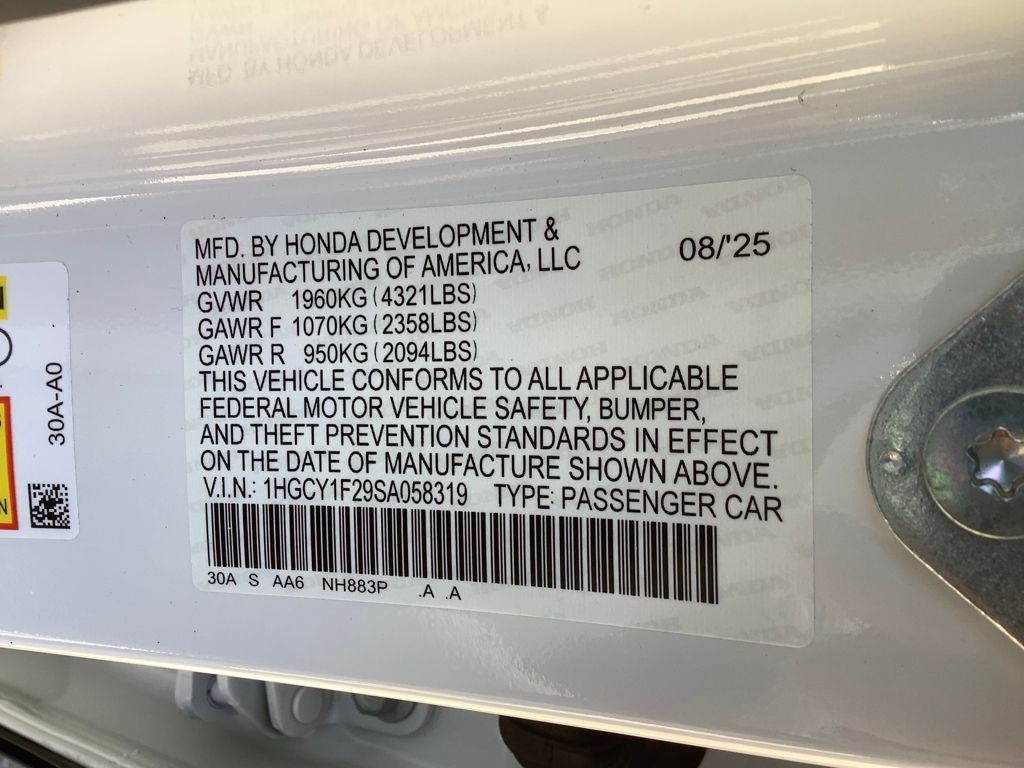 MFD. BY HONDA DEVELOPMENT &
MANUFACTURING OF AMERICA, LLC
08/'25
GVWR 1960KG (4321LBS)
GAWR F 1070KG (2358LBS)
GAWR R 950KG (2094LBS)
THIS VEHICLE CONFORMS TO ALL APPLICABLE
FEDERAL MOTOR VEHICLE SAFETY, BUMPER,
AND THEFT PREVENTION STANDARDS IN EFFECT
ON THE DATE OF MANUFACTURE SHOWN ABOVE.
V.I.N.: 1HGCY1F29SA058319 TYPE: PASSENGER CAR
30A S AA6 NH883P .A .A
30A-A0